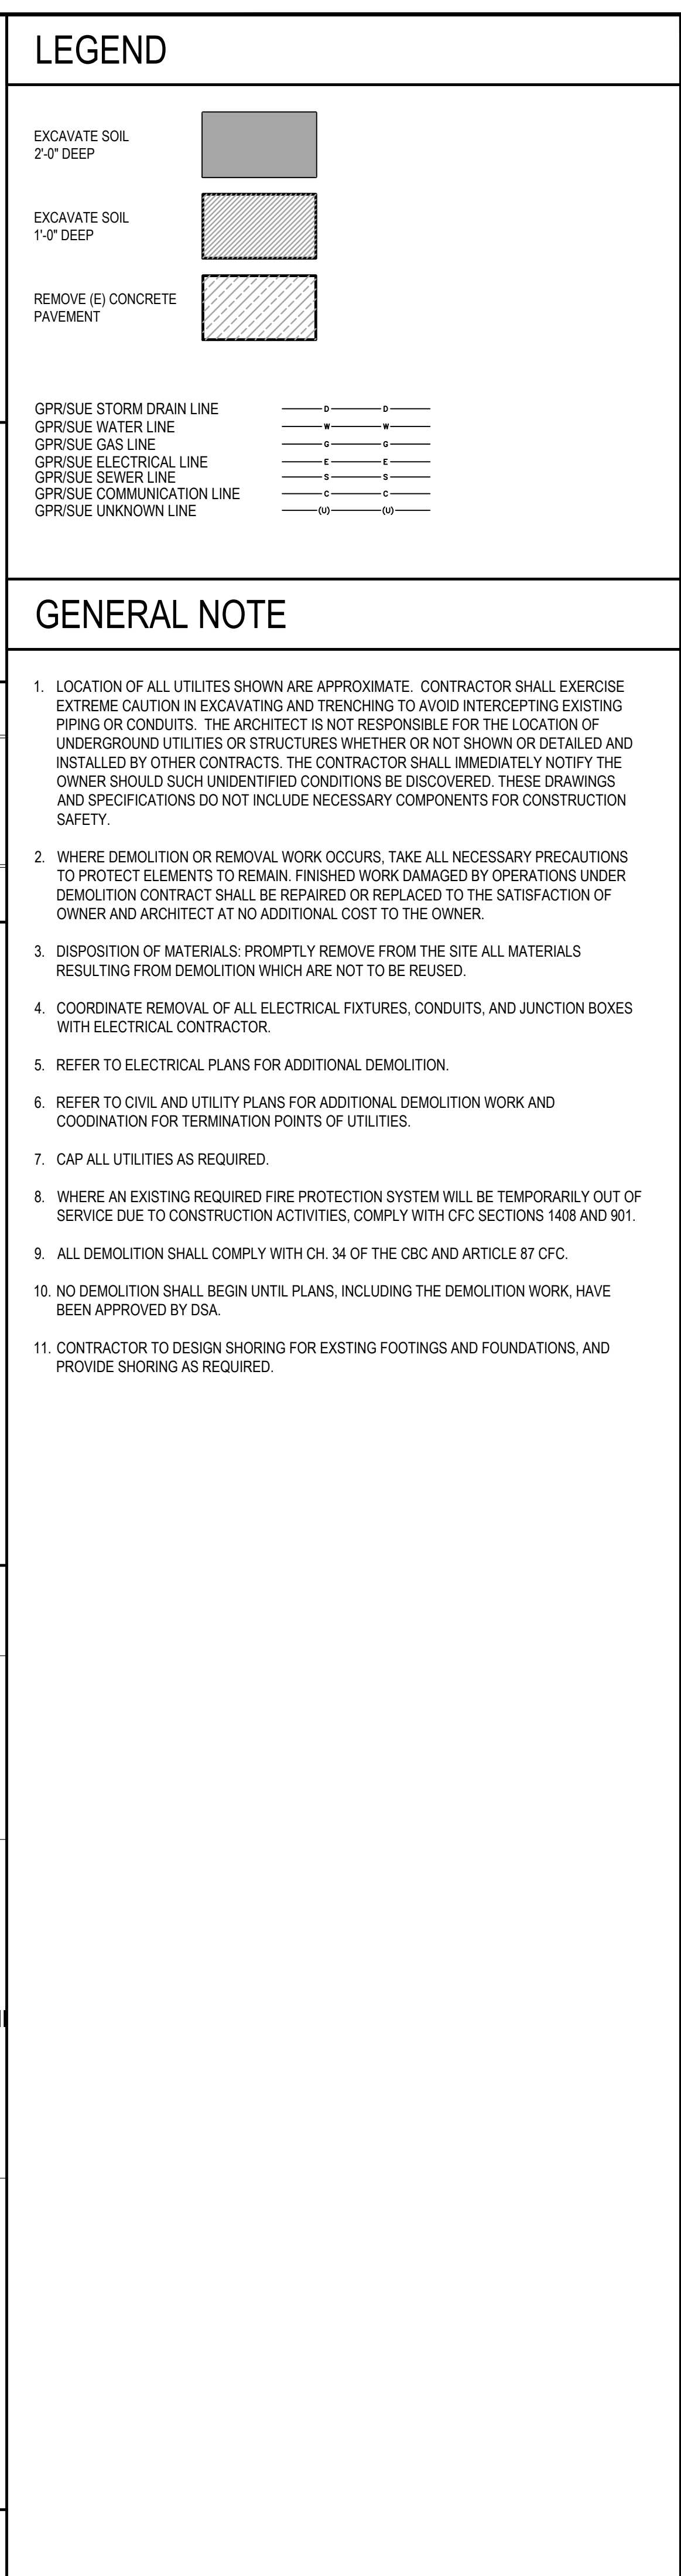 LEGEND
EXCAVATE SOIL
2'-0" DEEP
EXCAVATE SOIL
1'-0" DEEP
REMOVE (E) CONCRETE
PAVEMENT
GPR/SUE STORM DRAIN LINE D D
GPR/SUE WATER LINE W W
GPR/SUE GAS LINE G G
GPR/SUE ELECTRICAL LINE E E
GPR/SUE SEWER LINE S S
GPR/SUE COMMUNICATION LINE C C
GPR/SUE UNKNOWN LINE (U) (U)
GENERAL NOTE
1. LOCATION OF ALL UTILITES SHOWN ARE APPROXIMATE. CONTRACTOR SHALL EXERCISE
EXTREME CAUTION IN EXCAVATING AND TRENCHING TO AVOID INTERCEPTING EXISTING
PIPING OR CONDUITS. THE ARCHITECT IS NOT RESPONSIBLE FOR THE LOCATION OF
UNDERGROUND UTILITIES OR STRUCTURES WHETHER OR NOT SHOWN OR DETAILED AND
INSTALLED BY OTHER CONTRACTS. THE CONTRACTOR SHALL IMMEDIATELY NOTIFY THE
OWNER SHOULD SUCH UNIDENTIFIED CONDITIONS BE DISCOVERED. THESE DRAWINGS
AND SPECIFICATIONS DO NOT INCLUDE NECESSARY COMPONENTS FOR CONSTRUCTION
SAFETY.
2. WHERE DEMOLITION OR REMOVAL WORK OCCURS, TAKE ALL NECESSARY PRECAUTIONS
TO PROTECT ELEMENTS TO REMAIN. FINISHED WORK DAMAGED BY OPERATIONS UNDER
DEMOLITION CONTRACT SHALL BE REPAIRED OR REPLACED TO THE SATISFACTION OF
OWNER AND ARCHITECT AT NO ADDITIONAL COST TO THE OWNER.
3. DISPOSITION OF MATERIALS: PROMPTLY REMOVE FROM THE SITE ALL MATERIALS
RESULTING FROM DEMOLITION WHICH ARE NOT TO BE REUSED.
4. COORDINATE REMOVAL OF ALL ELECTRICAL FIXTURES, CONDUITS, AND JUNCTION BOXES
WITH ELECTRICAL CONTRACTOR.
5. REFER TO ELECTRICAL PLANS FOR ADDITIONAL DEMOLITION.
6. REFER TO CIVIL AND UTILITY PLANS FOR ADDITIONAL DEMOLITION WORK AND
COODINATION FOR TERMINATION POINTS OF UTILITIES.
7. CAP ALL UTILITIES AS REQUIRED.
8. WHERE AN EXISTING REQUIRED FIRE PROTECTION SYSTEM WILL BE TEMPORARILY OUT OF
SERVICE DUE TO CONSTRUCTION ACTIVITIES, COMPLY WITH CFC SECTIONS 1408 AND 901.
9. ALL DEMOLITION SHALL COMPLY WITH CH. 34 OF THE CBC AND ARTICLE 87 CFC.
10. NO DEMOLITION SHALL BEGIN UNTIL PLANS, INCLUDING THE DEMOLITION WORK, HAVE
BEEN APPROVED BY DSA.
11. CONTRACTOR TO DESIGN SHORING FOR EXSTING FOOTINGS AND FOUNDATIONS, AND
PROVIDE SHORING AS REQUIRED.